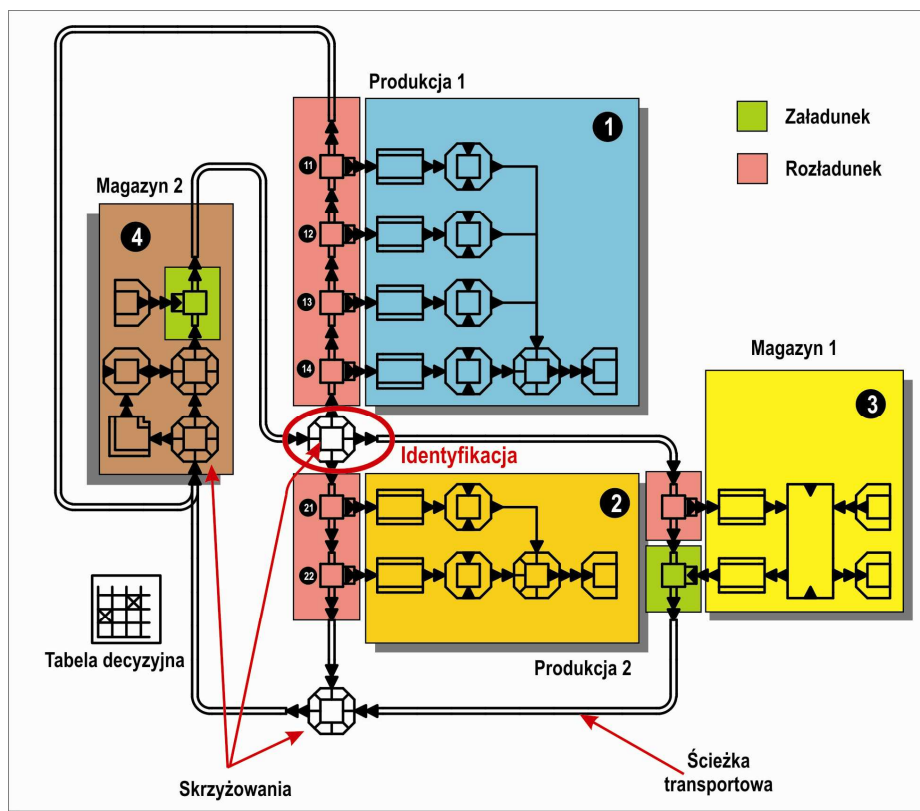 Produkcja 1
1
Załadunek
Rozładunek
11
12
13
14
Magazyn 2
4
Magazyn 1
3
Identyfikacja
2
21
22
Produkcja 2
Tabela decyzyjna
Skrzyżowania
Ścieżka
transportowa